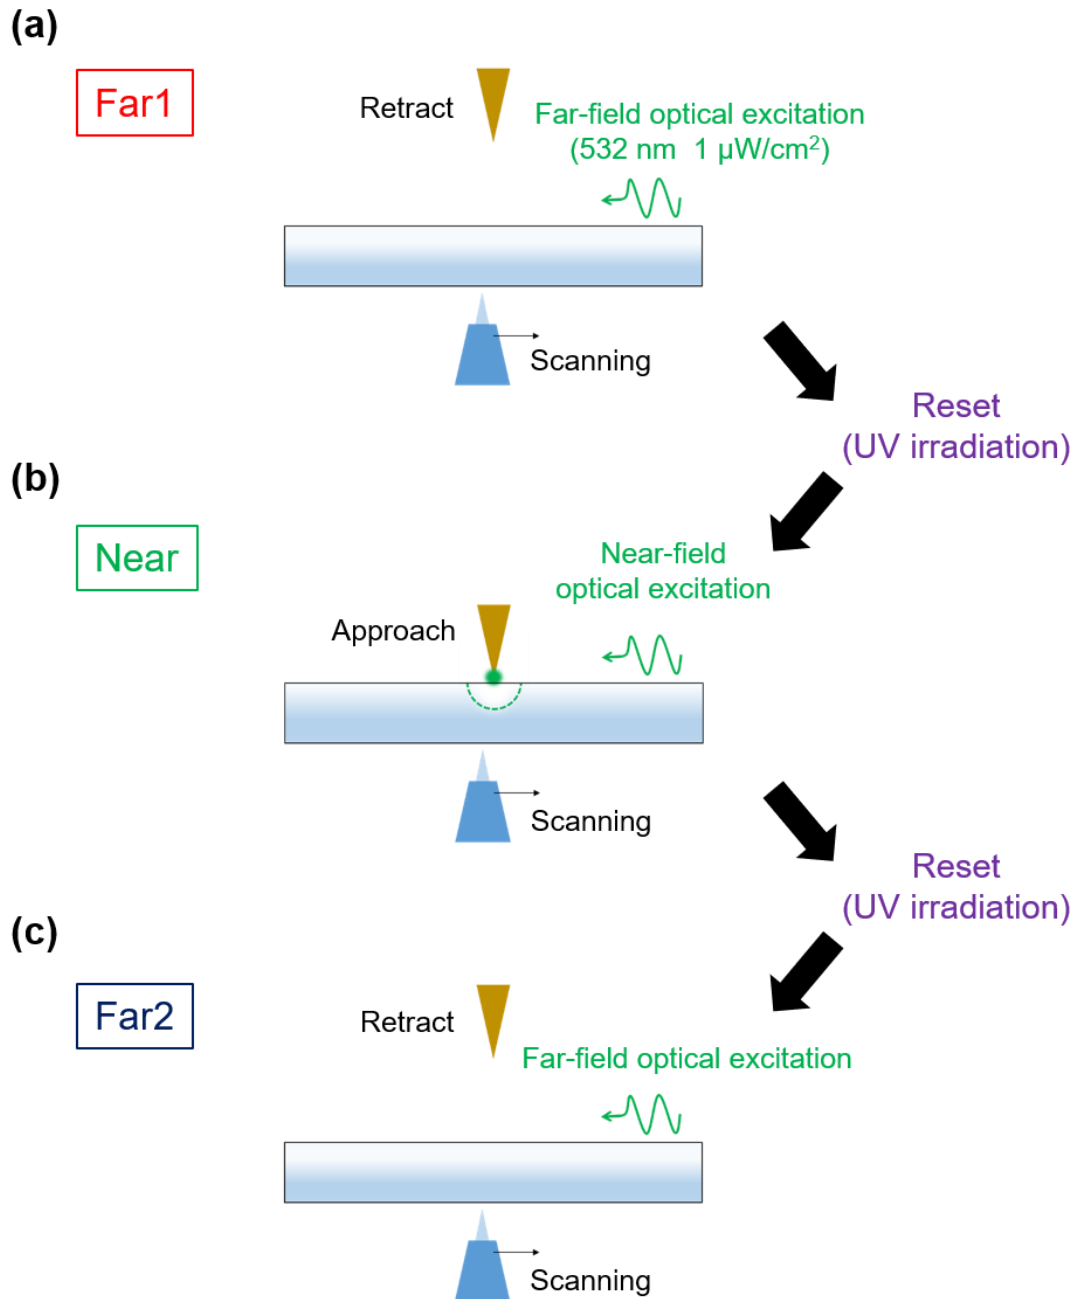 (a)
Far1
Retract
Far-field optical excitation
(532 nm  1 µW/cm²)
Scanning
Reset
(UV irradiation)
(b)
Near
Near-field
optical excitation
Approach
Scanning
Reset
(UV irradiation)
(c)
Far2
Retract
Far-field optical excitation
Scanning